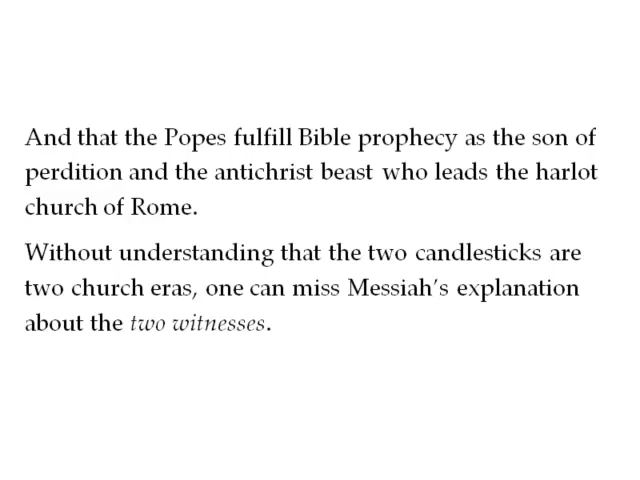 And that the Popes fulfill Bible prophecy as the son of
perdition and the antichrist beast who leads the harlot
church of Rome.
Without understanding that the two candlesticks are
two church eras, one can miss Messiah's explanation
about the two witnesses.